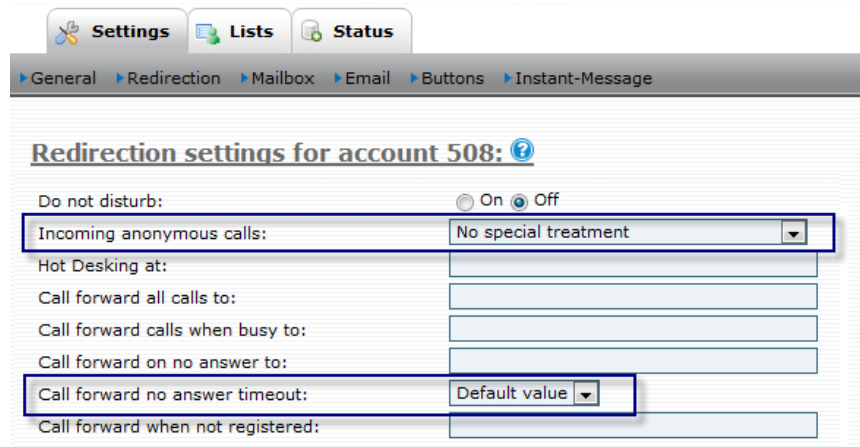 Settings Lists Status
General Redirection Mailbox Email Buttons Instant-Message
Redirection settings for account 508:
Do not disturb: On Off
Incoming anonymous calls: No special treatment
Hot Desking at:
Call forward all calls to:
Call forward calls when busy to:
Call forward on no answer to:
Call forward no answer timeout: Default value
Call forward when not registered: